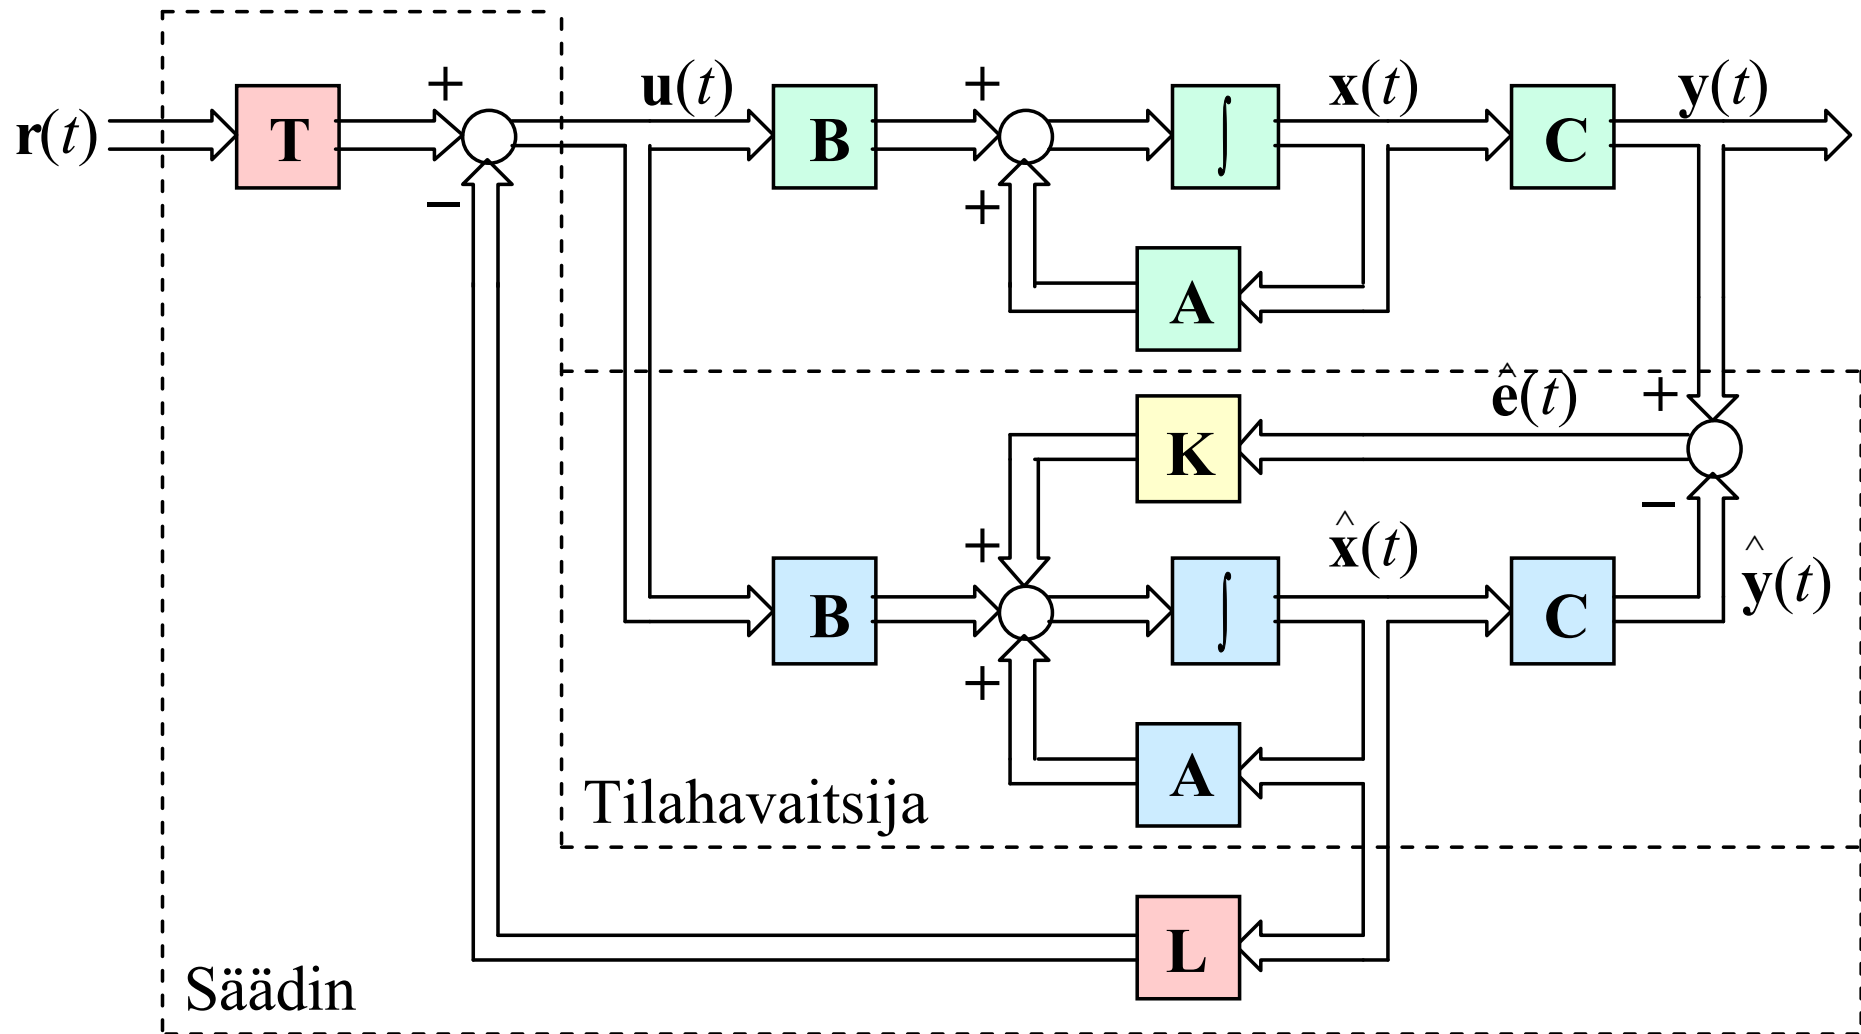 r(t)
T
+
−
u(t)
B
+
+
∫
x(t)
C
y(t)
A
ê(t)
+
−
K
+
B
+
∫
x̂(t)
C
ŷ(t)
A
Tilahavaitsija
L
Säädin